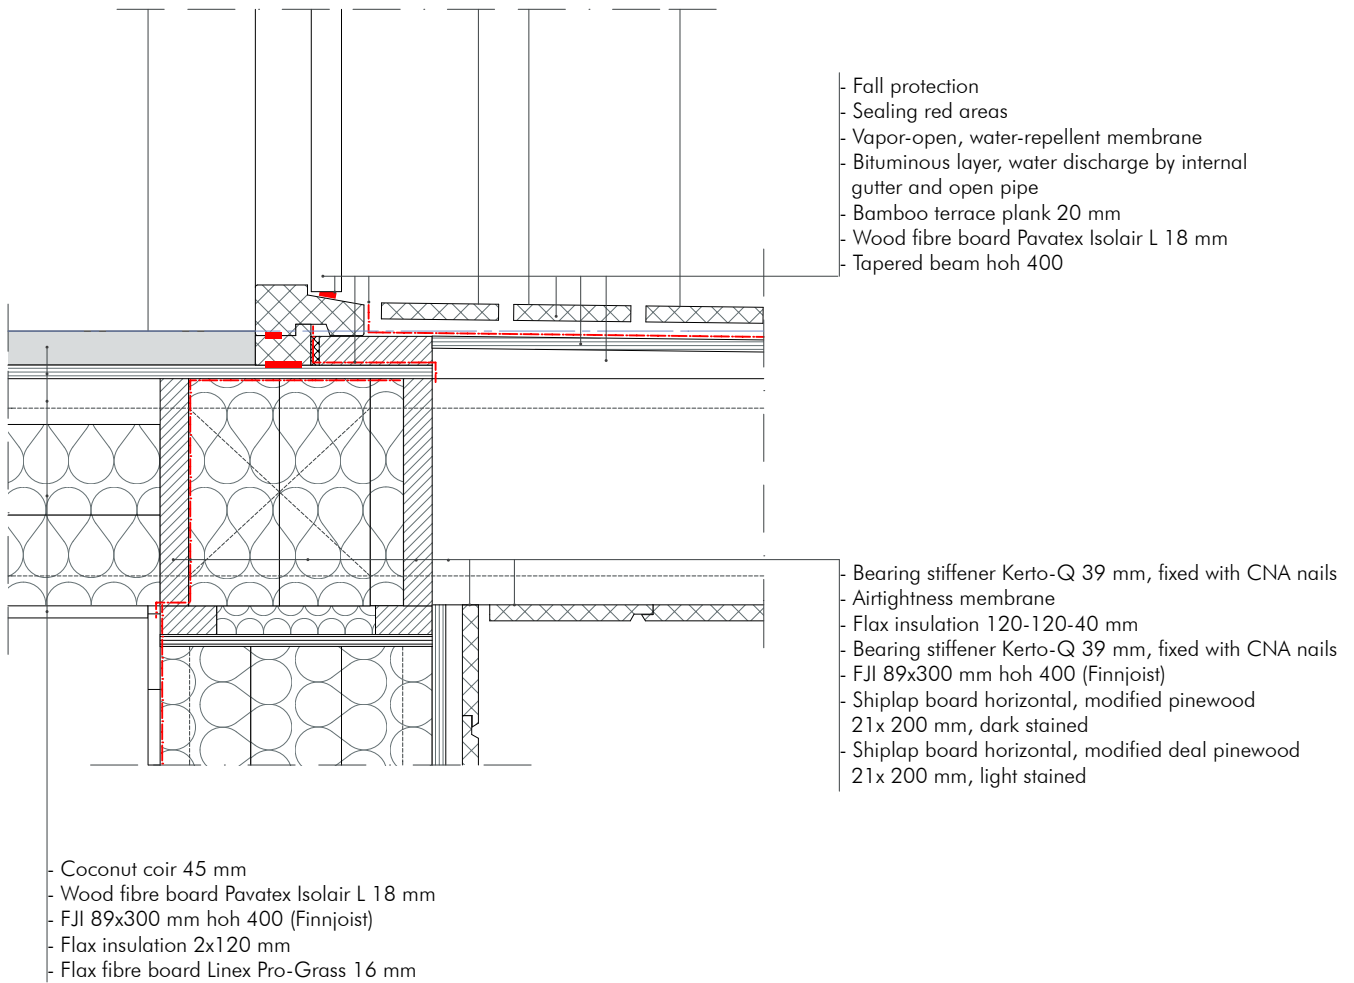 - Fall protection
- Sealing red areas
- Vapor-open, water-repellent membrane
- Bituminous layer, water discharge by internal
gutter and open pipe
- Bamboo terrace plank 20 mm
- Wood fibre board Pavatex Isolair L 18 mm
- Tapered beam hoh 400
- Bearing stiffener Kerto-Q 39 mm, fixed with CNA nails
- Airtightness membrane
- Flax insulation 120-120-40 mm
- Bearing stiffener Kerto-Q 39 mm, fixed with CNA nails
- FJI 89x300 mm hoh 400 (Finnjoist)
- Shiplap board horizontal, modified pinewood
21x 200 mm, dark stained
- Shiplap board horizontal, modified deal pinewood
21x 200 mm, light stained
- Coconut coir 45 mm
- Wood fibre board Pavatex Isolair L 18 mm
- FJI 89x300 mm hoh 400 (Finnjoist)
- Flax insulation 2x120 mm
- Flax fibre board Linex Pro-Grass 16 mm